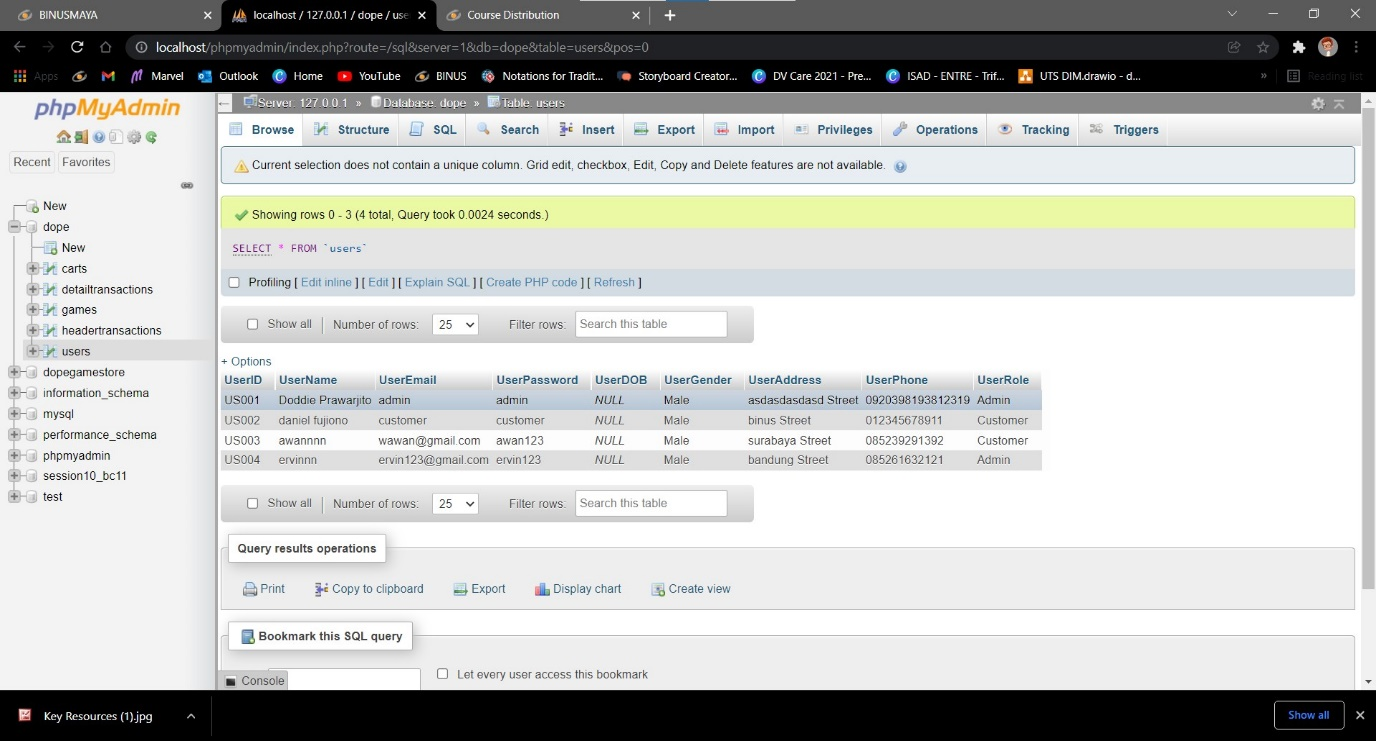 BINUSMAYA
localhost / 127.0.0.1 / dope / use
Course Distribution
localhost/phpmyadmin/index.php?route=/sql&server=1&db=dope&table=users&pos=0
Apps Marvel Outlook Home YouTube BINUS Notations for Tradit... Storyboard Creator... DV Care 2021 - Pre... ISAD - ENTRE - Trif... UTS DIM.drawio - d... » Reading list
phpMyAdmin
Recent Favorites
New
dope
New
carts
detailtransactions
games
headertransactions
users
dopegamestore
information_schema
mysql
performance_schema
phpmyadmin
session10_bc11
test
Server: 127.0.0.1 » Database: dope » Table: users
Browse Structure SQL Search Insert Export Import Privileges Operations Tracking Triggers
Current selection does not contain a unique column. Grid edit, checkbox, Edit, Copy and Delete features are not available.
Showing rows 0 - 3 (4 total, Query took 0.0024 seconds.)
SELECT * FROM `users`
Profiling [ Edit inline ] [ Edit ] [ Explain SQL ] [ Create PHP code ] [ Refresh ]
Show all Number of rows: 25 Filter rows: Search this table
+ Options
UserID UserName UserEmail UserPassword UserDOB UserGender UserAddress UserPhone UserRole
US001 Doddie Prawarjito admin admin NULL Male asdasdasdasd Street 0920398193812319 Admin
US002 daniel fujiono customer customer NULL Male binus Street 012345678911 Customer
US003 awannnn wawan@gmail.com awan123 NULL Male surabaya Street 085239291392 Customer
US004 ervinnn ervin123@gmail.com ervin123 NULL Male bandung Street 085261632121 Admin
Show all Number of rows: 25 Filter rows: Search this table
Query results operations
Print Copy to clipboard Export Display chart Create view
Bookmark this SQL query
Let every user access this bookmark
Console
Key Resources (1).jpg
Show all